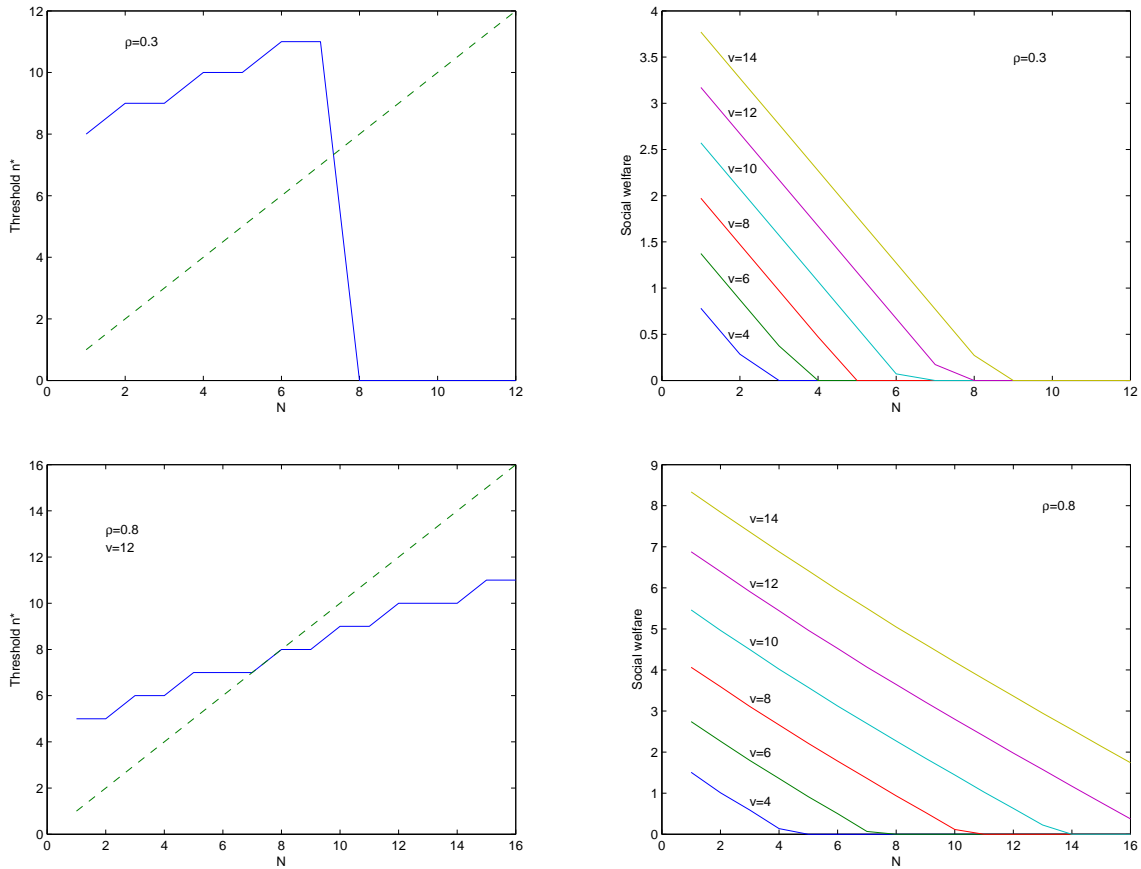 12
10
8
6
4
2
0
Threshold n*
ρ=0.3
0 2 4 6 8 10 12
N
4
3.5
3
2.5
2
1.5
1
0.5
0
Social welfare
ρ=0.3
v=14
v=12
v=10
v=8
v=6
v=4
0 2 4 6 8 10 12
N
16
14
12
10
8
6
4
2
0
Threshold n*
ρ=0.8
v=12
0 2 4 6 8 10 12 14 16
N
9
8
7
6
5
4
3
2
1
0
Social welfare
ρ=0.8
v=14
v=12
v=10
v=8
v=6
v=4
0 2 4 6 8 10 12 14 16
N